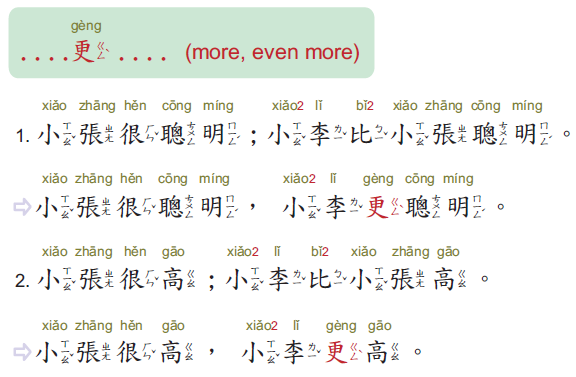 gèng
....更ㄍㄥˋ.... (more, even more)
xiǎo zhāng hěn cōng míng xiǎo2 lǐ bǐ2 xiǎo zhāng cōng míng
1. 小ㄒㄧㄠˇ張ㄓㄤ很ㄏㄣˇ聰ㄘㄨㄥ明ㄇㄧㄥˊ；小ㄒㄧㄠˇ李ㄌㄧˇ比ㄅㄧˇ小ㄒㄧㄠˇ張ㄓㄤ聰ㄘㄨㄥ明ㄇㄧㄥˊ。
xiǎo zhāng hěn cōng míng xiǎo2 lǐ gèng cōng míng
⇨小ㄒㄧㄠˇ張ㄓㄤ很ㄏㄣˇ聰ㄘㄨㄥ明ㄇㄧㄥˊ， 小ㄒㄧㄠˇ李ㄌㄧˇ更ㄍㄥˋ聰ㄘㄨㄥ明ㄇㄧㄥˊ。
xiǎo zhāng hěn gāo xiǎo2 lǐ bǐ2 xiǎo zhāng gāo
2. 小ㄒㄧㄠˇ張ㄓㄤ很ㄏㄣˇ高ㄍㄠ；小ㄒㄧㄠˇ李ㄌㄧˇ比ㄅㄧˇ小ㄒㄧㄠˇ張ㄓㄤ高ㄍㄠ。
xiǎo zhāng hěn gāo xiǎo2 lǐ gèng gāo
⇨小ㄒㄧㄠˇ張ㄓㄤ很ㄏㄣˇ高ㄍㄠ， 小ㄒㄧㄠˇ李ㄌㄧˇ更ㄍㄥˋ高ㄍㄠ。